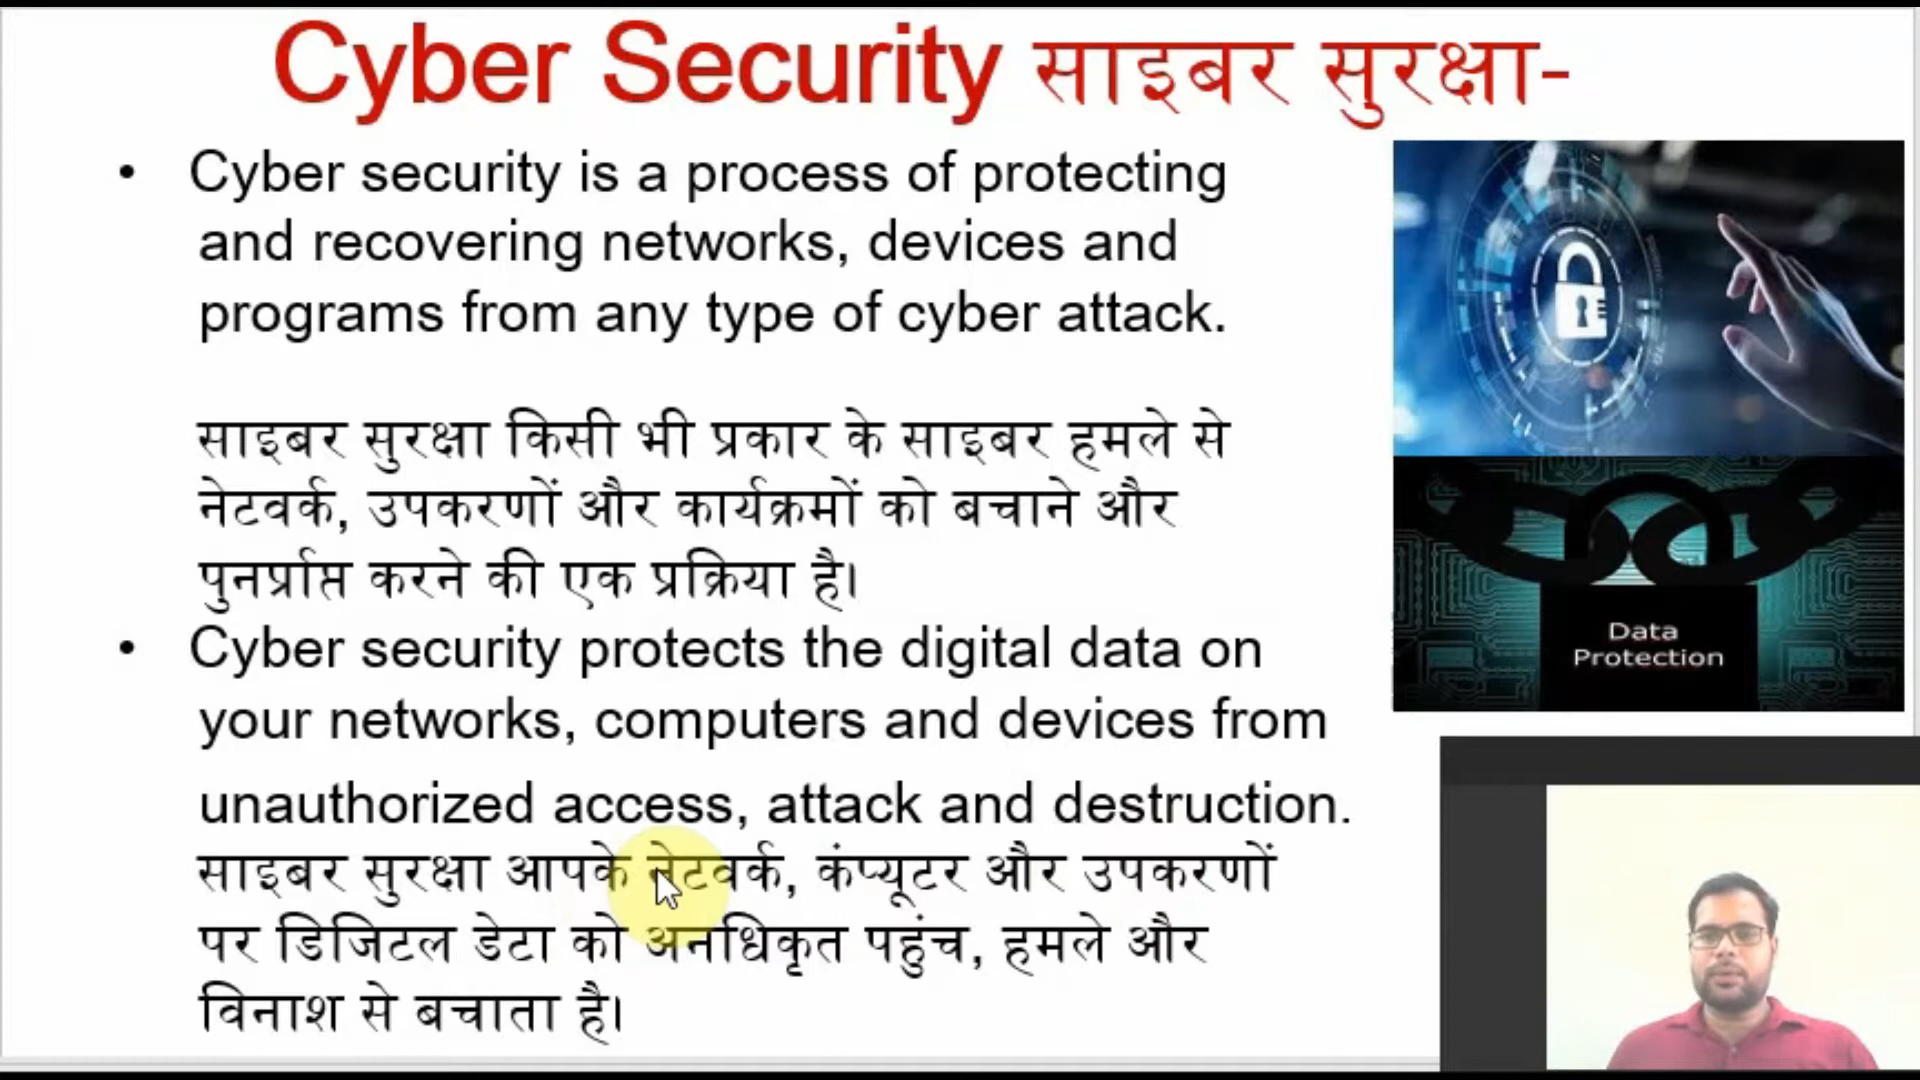 Cyber Security साइबर सुरक्षा-
• Cyber security is a process of protecting
and recovering networks, devices and
programs from any type of cyber attack.
साइबर सुरक्षा किसी भी प्रकार के साइबर हमले से
नेटवर्क, उपकरणों और कार्यक्रमों को बचाने और
पुनर्प्राप्त करने की एक प्रक्रिया है।
• Cyber security protects the digital data on
your networks, computers and devices from
unauthorized access, attack and destruction.
साइबर सुरक्षा आपके नेटवर्क, कंप्यूटर और उपकरणों
पर डिजिटल डेटा को अनधिकृत पहुंच, हमले और
विनाश से बचाता है।
Data
Protection